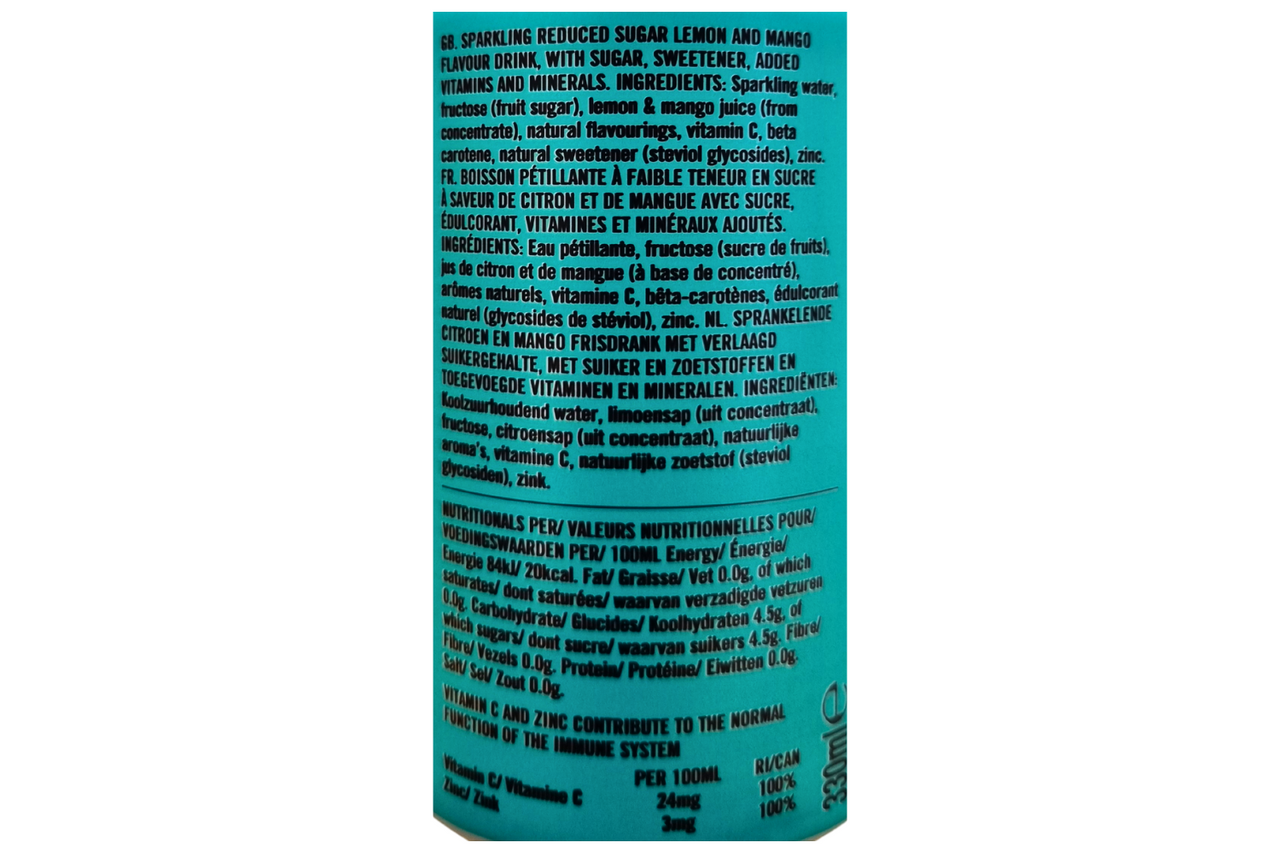 GB. SPARKLING REDUCED SUGAR LEMON AND MANGO
FLAVOUR DRINK, WITH SUGAR, SWEETENER, ADDED
VITAMINS AND MINERALS. INGREDIENTS: Sparkling water,
fructose (fruit sugar), lemon & mango juice (from
concentrate), natural flavourings, vitamin C, beta
carotene, natural sweetener (steviol glycosides), zinc.
FR. BOISSON PÉTILLANTE À FAIBLE TENEUR EN SUCRE
À SAVEUR DE CITRON ET DE MANGUE AVEC SUCRE,
ÉDULCORANT, VITAMINES ET MINÉRAUX AJOUTÉS.
INGRÉDIENTS: Eau pétillante, fructose (sucre de fruits),
jus de citron et de mangue (à base de concentré),
arômes naturels, vitamine C, bêta-carotènes, édulcorant
naturel (glycosides de stéviol), zinc. NL. SPRANKELENDE
CITROEN EN MANGO FRISDRANK MET VERLAAGD
SUIKERGEHALTE, MET SUIKER EN ZOETSTOFFEN EN
TOEGEVOEGDE VITAMINEN EN MINERALEN. INGREDIËNTEN:
Koolzuurhoudend water, limoensap (uit concentraat),
fructose, citroensap (uit concentraat), natuurlijke
aroma's, vitamine C, natuurlijke zoetstof (steviol
glycosiden), zink.
NUTRITIONALS PER/ VALEURS NUTRITIONNELLES POUR/
VOEDINGSWAARDEN PER/ 100ML Energy/ Énergie/
Energie 84kJ/ 20kcal. Fat/ Graisse/ Vet 0.0g, of which
saturates/ dont saturées/ waarvan verzadigde vetzuren
0.0g. Carbohydrate/ Glucides/ Koolhydraten 4.5g, of
which sugars/ dont sucre/ waarvan suikers 4.5g. Fibre/
Fibre/ Vezels 0.0g. Protein/ Protéine/ Eiwitten 0.0g.
Salt/ Sel/ Zout 0.0g.
VITAMIN C AND ZINC CONTRIBUTE TO THE NORMAL
FUNCTION OF THE IMMUNE SYSTEM
PER 100ML RI/CAN
Vitamin C/ Vitamine C 24mg 100%
Zinc/ Zink 3mg 100%
330ml e